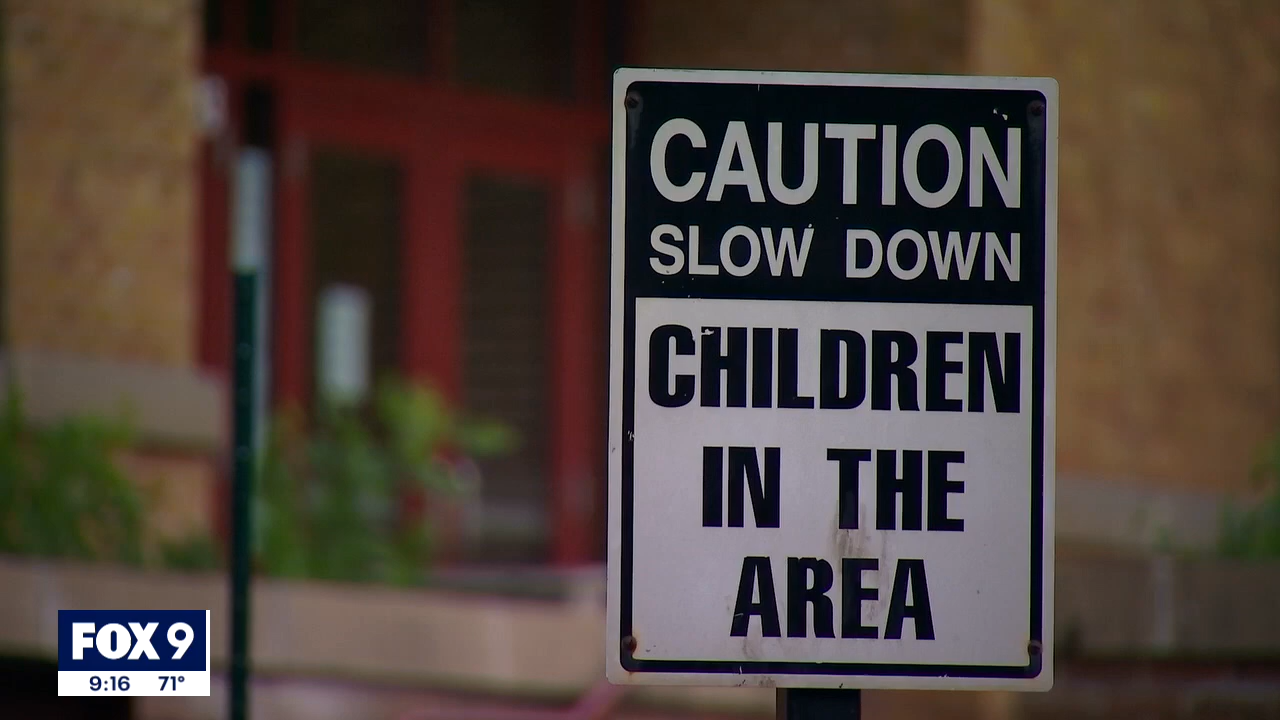 CAUTION
SLOW DOWN
CHILDREN
IN THE
AREA
FOX 9
9:16 71°